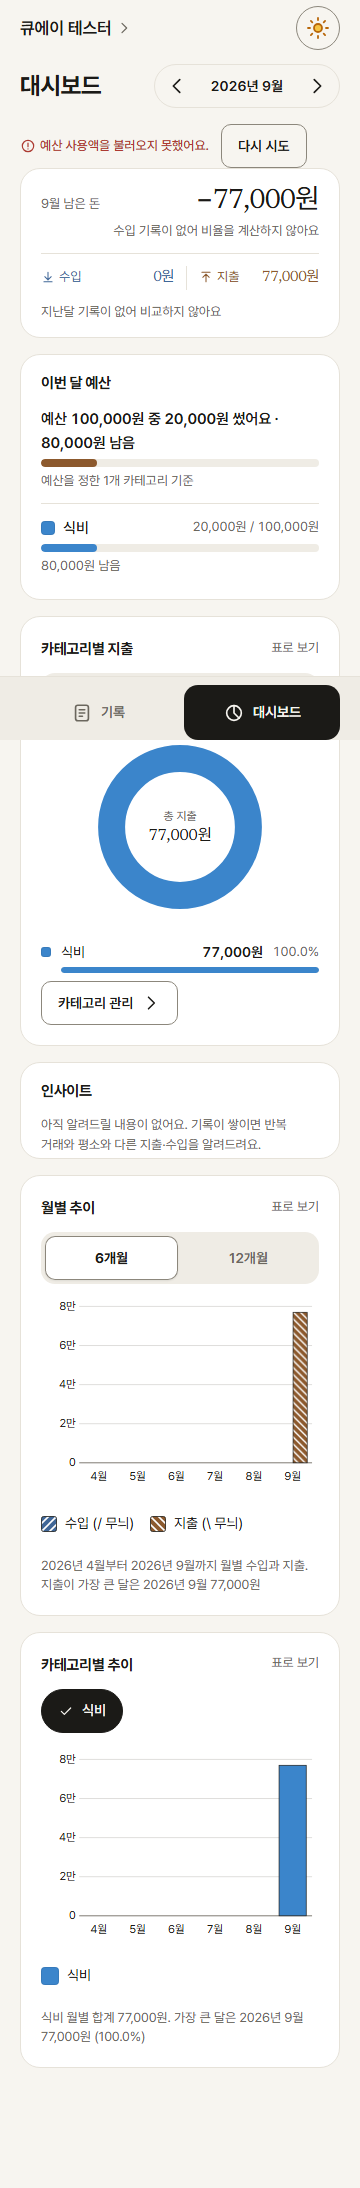 큐에이 테스터
대시보드
2026년 9월
예산 사용액을 불러오지 못했어요.
다시 시도
9월 남은 돈
−77,000원
수입 기록이 없어 비율을 계산하지 않아요
수입 0원 지출 77,000원
지난달 기록이 없어 비교하지 않아요
이번 달 예산
예산 100,000원 중 20,000원 썼어요 ·
80,000원 남음
예산을 정한 1개 카테고리 기준
식비 20,000원 / 100,000원
80,000원 남음
카테고리별 지출 표로 보기
기록 대시보드
총 지출
77,000원
식비 77,000원 100.0%
카테고리 관리
인사이트
아직 알려드릴 내용이 없어요. 기록이 쌓이면 반복
거래와 평소와 다른 지출·수입을 알려드려요.
월별 추이 표로 보기
6개월 12개월
8만
6만
4만
2만
0
4월 5월 6월 7월 8월 9월
수입 (/ 무늬) 지출 (\ 무늬)
2026년 4월부터 2026년 9월까지 월별 수입과 지출.
지출이 가장 큰 달은 2026년 9월 77,000원
카테고리별 추이 표로 보기
식비
8만
6만
4만
2만
0
4월 5월 6월 7월 8월 9월
식비
식비 월별 합계 77,000원. 가장 큰 달은 2026년 9월
77,000원 (100.0%)